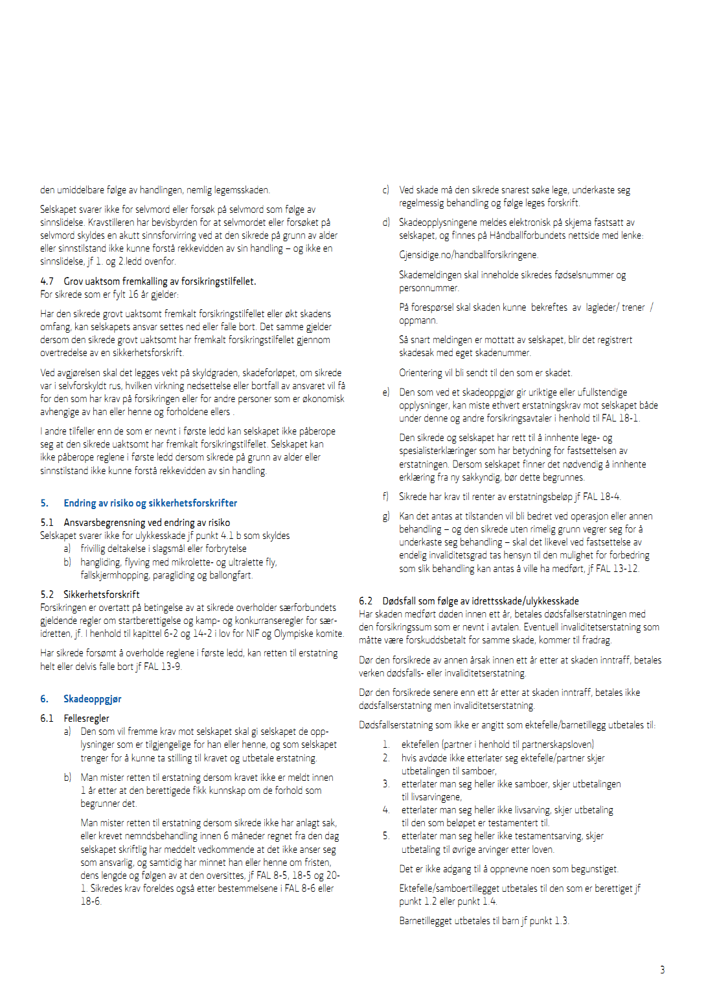 den umiddelbare følge av handlingen, nemlig legemsskaden.
Selskapet svarer ikke for selvmord eller forsøk på selvmord som følge av
sinnslidelse. Kravstilleren har bevisbyrden for at selvmordet eller forsøket på
selvmord skyldes en akutt sinnsforvirring ved at den sikrede på grunn av alder
eller sinnstilstand ikke kunne forstå rekkevidden av sin handling – og ikke en
sinnslidelse, jf 1. og 2.ledd ovenfor.
4.7 Grov uaktsom fremkalling av forsikringstilfellet.
For sikrede som er fylt 16 år gjelder:
Har den sikrede grovt uaktsomt fremkalt forsikringstilfellet eller økt skadens
omfang, kan selskapets ansvar settes ned eller falle bort. Det samme gjelder
dersom den sikrede grovt uaktsomt har fremkalt forsikringstilfellet gjennom
overtredelse av en sikkerhetsforskrift.
Ved avgjørelsen skal det legges vekt på skyldgraden, skadeforløpet, om sikrede
var i selvforskyldt rus, hvilken virkning nedsettelse eller bortfall av ansvaret vil få
for den som har krav på forsikringen eller for andre personer som er økonomisk
avhengige av han eller henne og forholdene ellers .
I andre tilfeller enn de som er nevnt i første ledd kan selskapet ikke påberope
seg at den sikrede uaktsomt har fremkalt forsikringstilfellet. Selskapet kan
ikke påberope reglene i første ledd dersom sikrede på grunn av alder eller
sinnstilstand ikke kunne forstå rekkevidden av sin handling.
5. Endring av risiko og sikkerhetsforskrifter
5.1 Ansvarsbegrensning ved endring av risiko
Selskapet svarer ikke for ulykkesskade jf punkt 4.1 b som skyldes
a) frivillig deltakelse i slagsmål eller forbrytelse
b) hangliding, flyving med mikrolette- og ultralette fly,
fallskjermhopping, paragliding og ballongfart.
5.2 Sikkerhetsforskrift
Forsikringen er overtatt på betingelse av at sikrede overholder særforbundets
gjeldende regler om startberettigelse og kamp- og konkurranseregler for sær-
idretten, jf. I henhold til kapittel 6-2 og 14-2 i lov for NIF og Olympiske komite.
Har sikrede forsømt å overholde reglene i første ledd, kan retten til erstatning
helt eller delvis falle bort jf FAL 13-9.
6. Skadeoppgjør
6.1 Fellesregler
a) Den som vil fremme krav mot selskapet skal gi selskapet de opp-
lysninger som er tilgjengelige for han eller henne, og som selskapet
trenger for å kunne ta stilling til kravet og utbetale erstatning.
b) Man mister retten til erstatning dersom kravet ikke er meldt innen
1 år etter at den berettigede fikk kunnskap om de forhold som
begrunner det.
Man mister retten til erstatning dersom sikrede ikke har anlagt sak,
eller krevet nemndsbehandling innen 6 måneder regnet fra den dag
selskapet skriftlig har meddelt vedkommende at det ikke anser seg
som ansvarlig, og samtidig har minnet han eller henne om fristen,
dens lengde og følgen av at den oversittes, jf FAL 8-5, 18-5 og 20-
1. Sikredes krav foreldes også etter bestemmelsene i FAL 8-6 eller
18-6.
c) Ved skade må den sikrede snarest søke lege, underkaste seg
regelmessig behandling og følge leges forskrift.
d) Skadeopplysningene meldes elektronisk på skjema fastsatt av
selskapet, og finnes på Håndballforbundets nettside med lenke:
Gjensidige.no/handballforsikringene.
Skademeldingen skal inneholde sikredes fødselsnummer og
personnummer.
På forespørsel skal skaden kunne bekreftes av lagleder/ trener /
oppmann.
Så snart meldingen er mottatt av selskapet, blir det registrert
skadesak med eget skadenummer.
Orientering vil bli sendt til den som er skadet.
e) Den som ved et skadeoppgjør gir uriktige eller ufullstendige
opplysninger, kan miste ethvert erstatningskrav mot selskapet både
under denne og andre forsikringsavtaler i henhold til FAL 18-1.
Den sikrede og selskapet har rett til å innhente lege- og
spesialisterklæringer som har betydning for fastsettelsen av
erstatningen. Dersom selskapet finner det nødvendig å innhente
erklæring fra ny sakkyndig, bør dette begrunnes.
f) Sikrede har krav til renter av erstatningsbeløp jf FAL 18-4.
g) Kan det antas at tilstanden vil bli bedret ved operasjon eller annen
behandling – og den sikrede uten rimelig grunn vegrer seg for å
underkaste seg behandling – skal det likevel ved fastsettelse av
endelig invaliditetsgrad tas hensyn til den mulighet for forbedring
som slik behandling kan antas å ville ha medført, jf FAL 13-12.
6.2 Dødsfall som følge av idrettsskade/ulykkesskade
Har skaden medført døden innen ett år, betales dødsfallserstatningen med
den forsikringssum som er nevnt i avtalen. Eventuell invaliditetserstatning som
måtte være forskuddsbetalt for samme skade, kommer til fradrag.
Dør den forsikrede av annen årsak innen ett år etter at skaden inntraff, betales
verken dødsfalls- eller invaliditetserstatning.
Dør den forsikrede senere enn ett år etter at skaden inntraff, betales ikke
dødsfallserstatning men invaliditetserstatning.
Dødsfallserstatning som ikke er angitt som ektefelle/barnetillegg utbetales til:
1. ektefellen (partner i henhold til partnerskapsloven)
2. hvis avdøde ikke etterlater seg ektefelle/partner skjer
utbetalingen til samboer,
3. etterlater man seg heller ikke samboer, skjer utbetalingen
til livsarvingene,
4. etterlater man seg heller ikke livsarving, skjer utbetaling
til den som beløpet er testamentert til.
5. etterlater man seg heller ikke testamentsarving, skjer
utbetaling til øvrige arvinger etter loven.
Det er ikke adgang til å oppnevne noen som begunstiget.
Ektefelle/samboertillegget utbetales til den som er berettiget jf
punkt 1.2 eller punkt 1.4.
Barnetillegget utbetales til barn jf punkt 1.3.
3